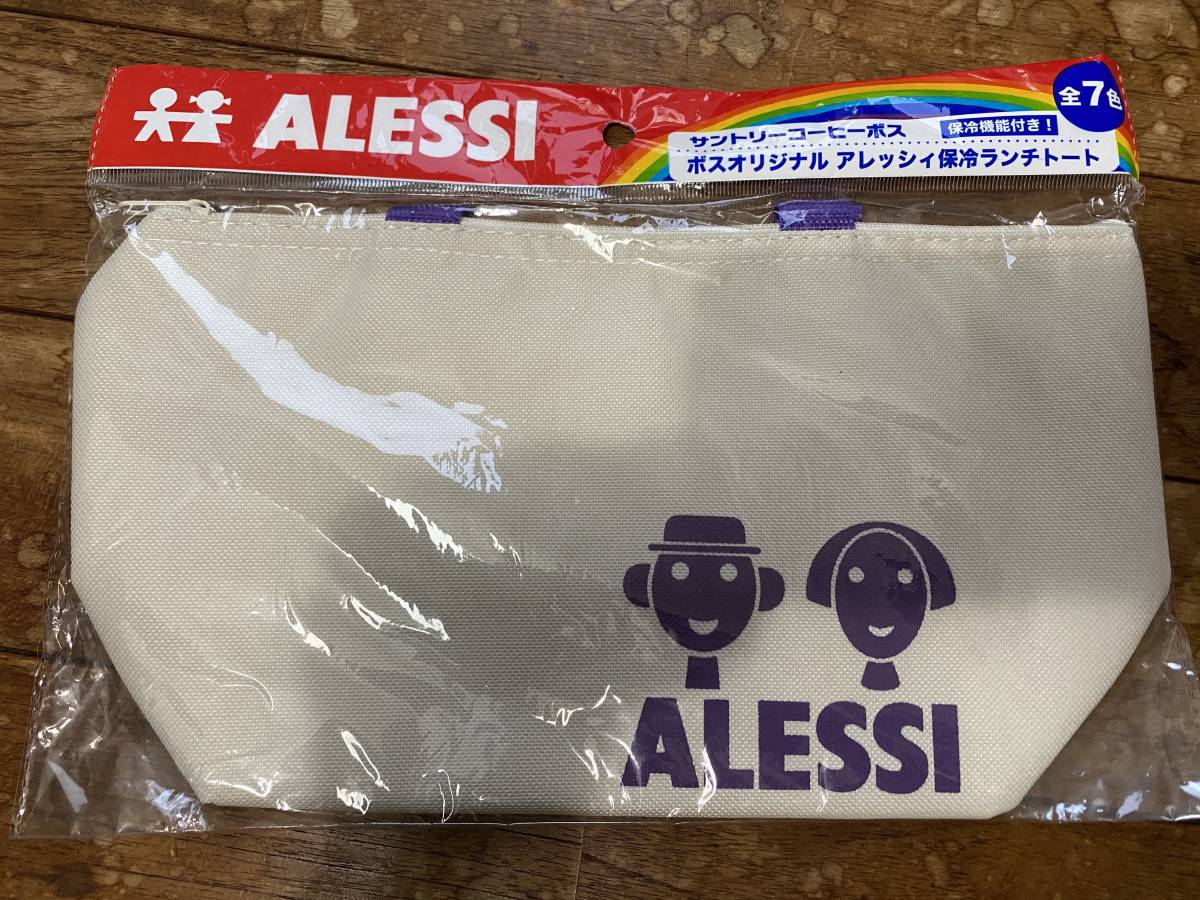 ALESSI
全7色
サントリーコーヒーボス
保冷機能付き!
ボスオリジナル アレッシィ保冷ランチトート
ALESSI